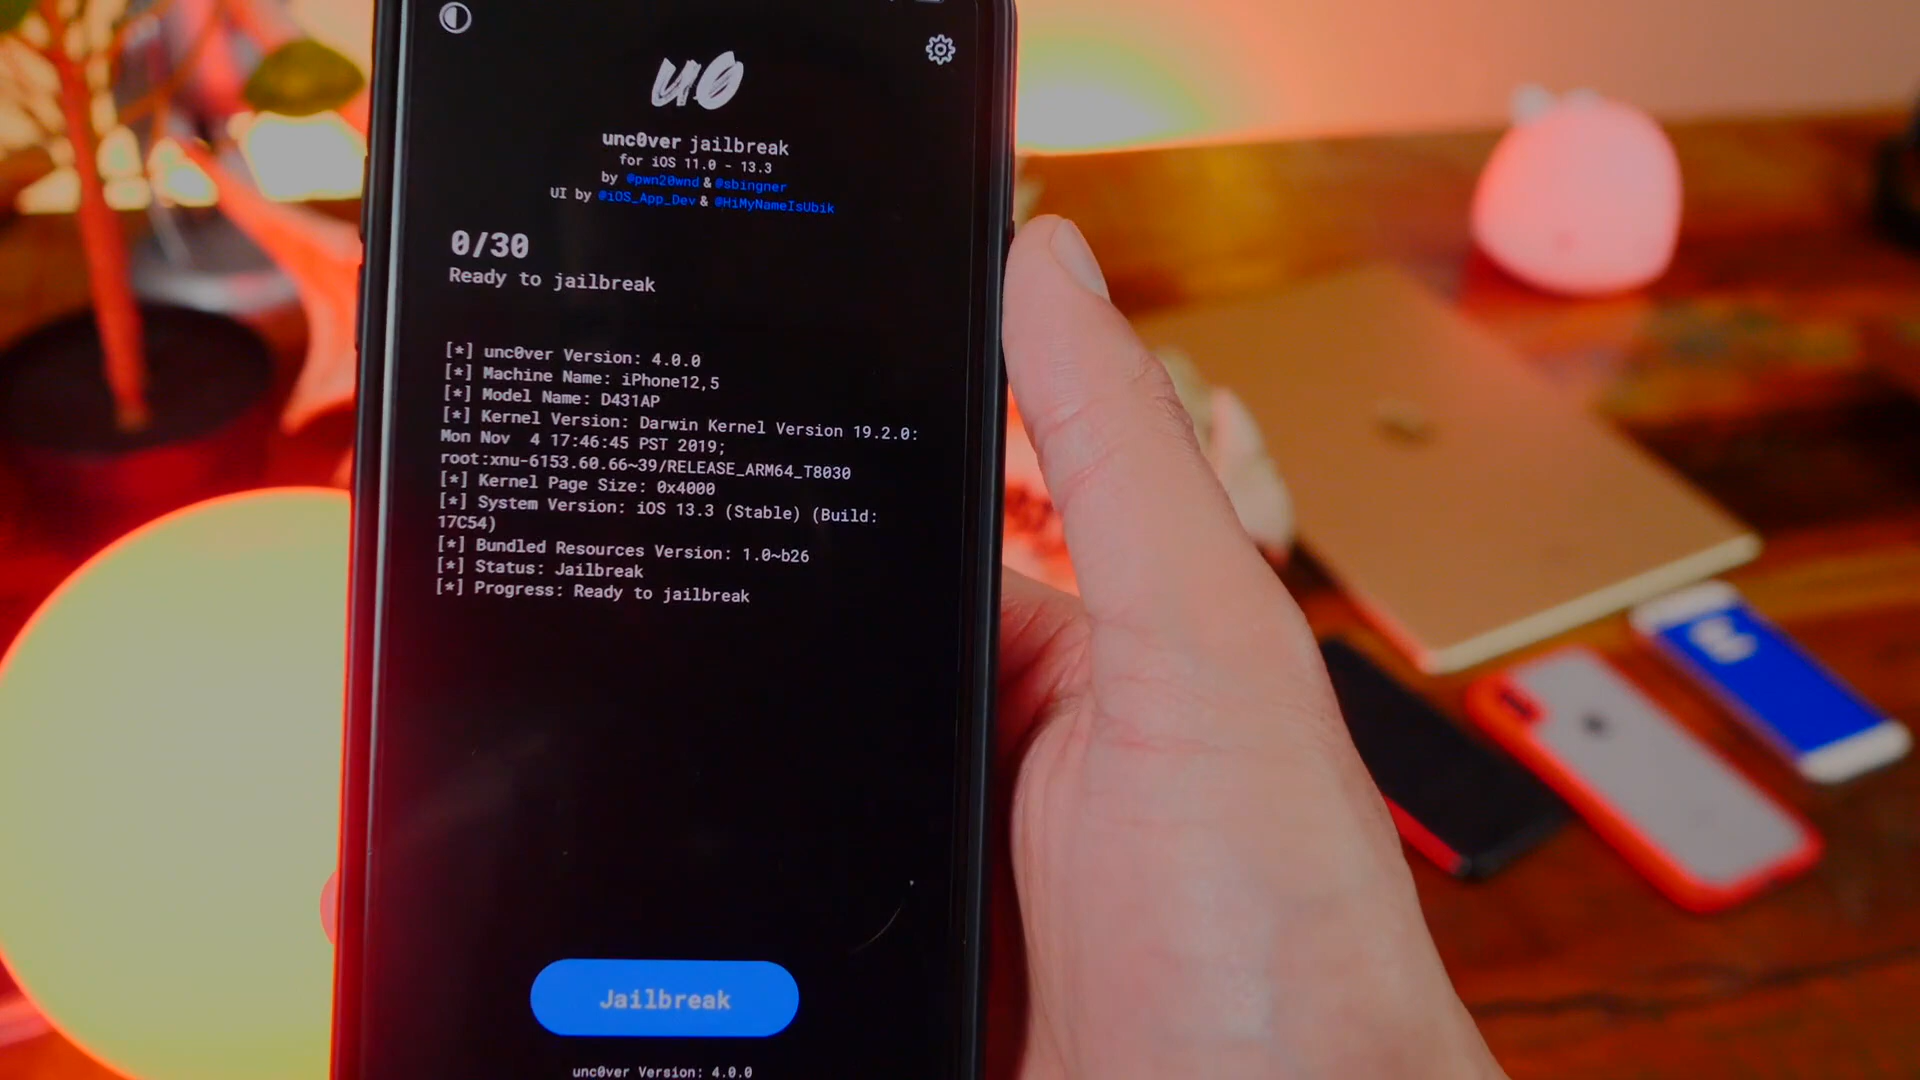 u0
unc0ver jailbreak
for iOS 11.0 - 13.3
by @pwn20wnd & @sbingner
UI by @iOS_App_Dev & @HiMyNameIsUbik
0/30
Ready to jailbreak
[*] unc0ver Version: 4.0.0
[*] Machine Name: iPhone12,5
[*] Model Name: D431AP
[*] Kernel Version: Darwin Kernel Version 19.2.0:
Mon Nov  4 17:46:45 PST 2019;
root:xnu-6153.60.66~39/RELEASE_ARM64_T8030
[*] Kernel Page Size: 0x4000
[*] System Version: iOS 13.3 (Stable) (Build:
17C54)
[*] Bundled Resources Version: 1.0~b26
[*] Status: Jailbreak
[*] Progress: Ready to jailbreak
Jailbreak
unc0ver Version: 4.0.0